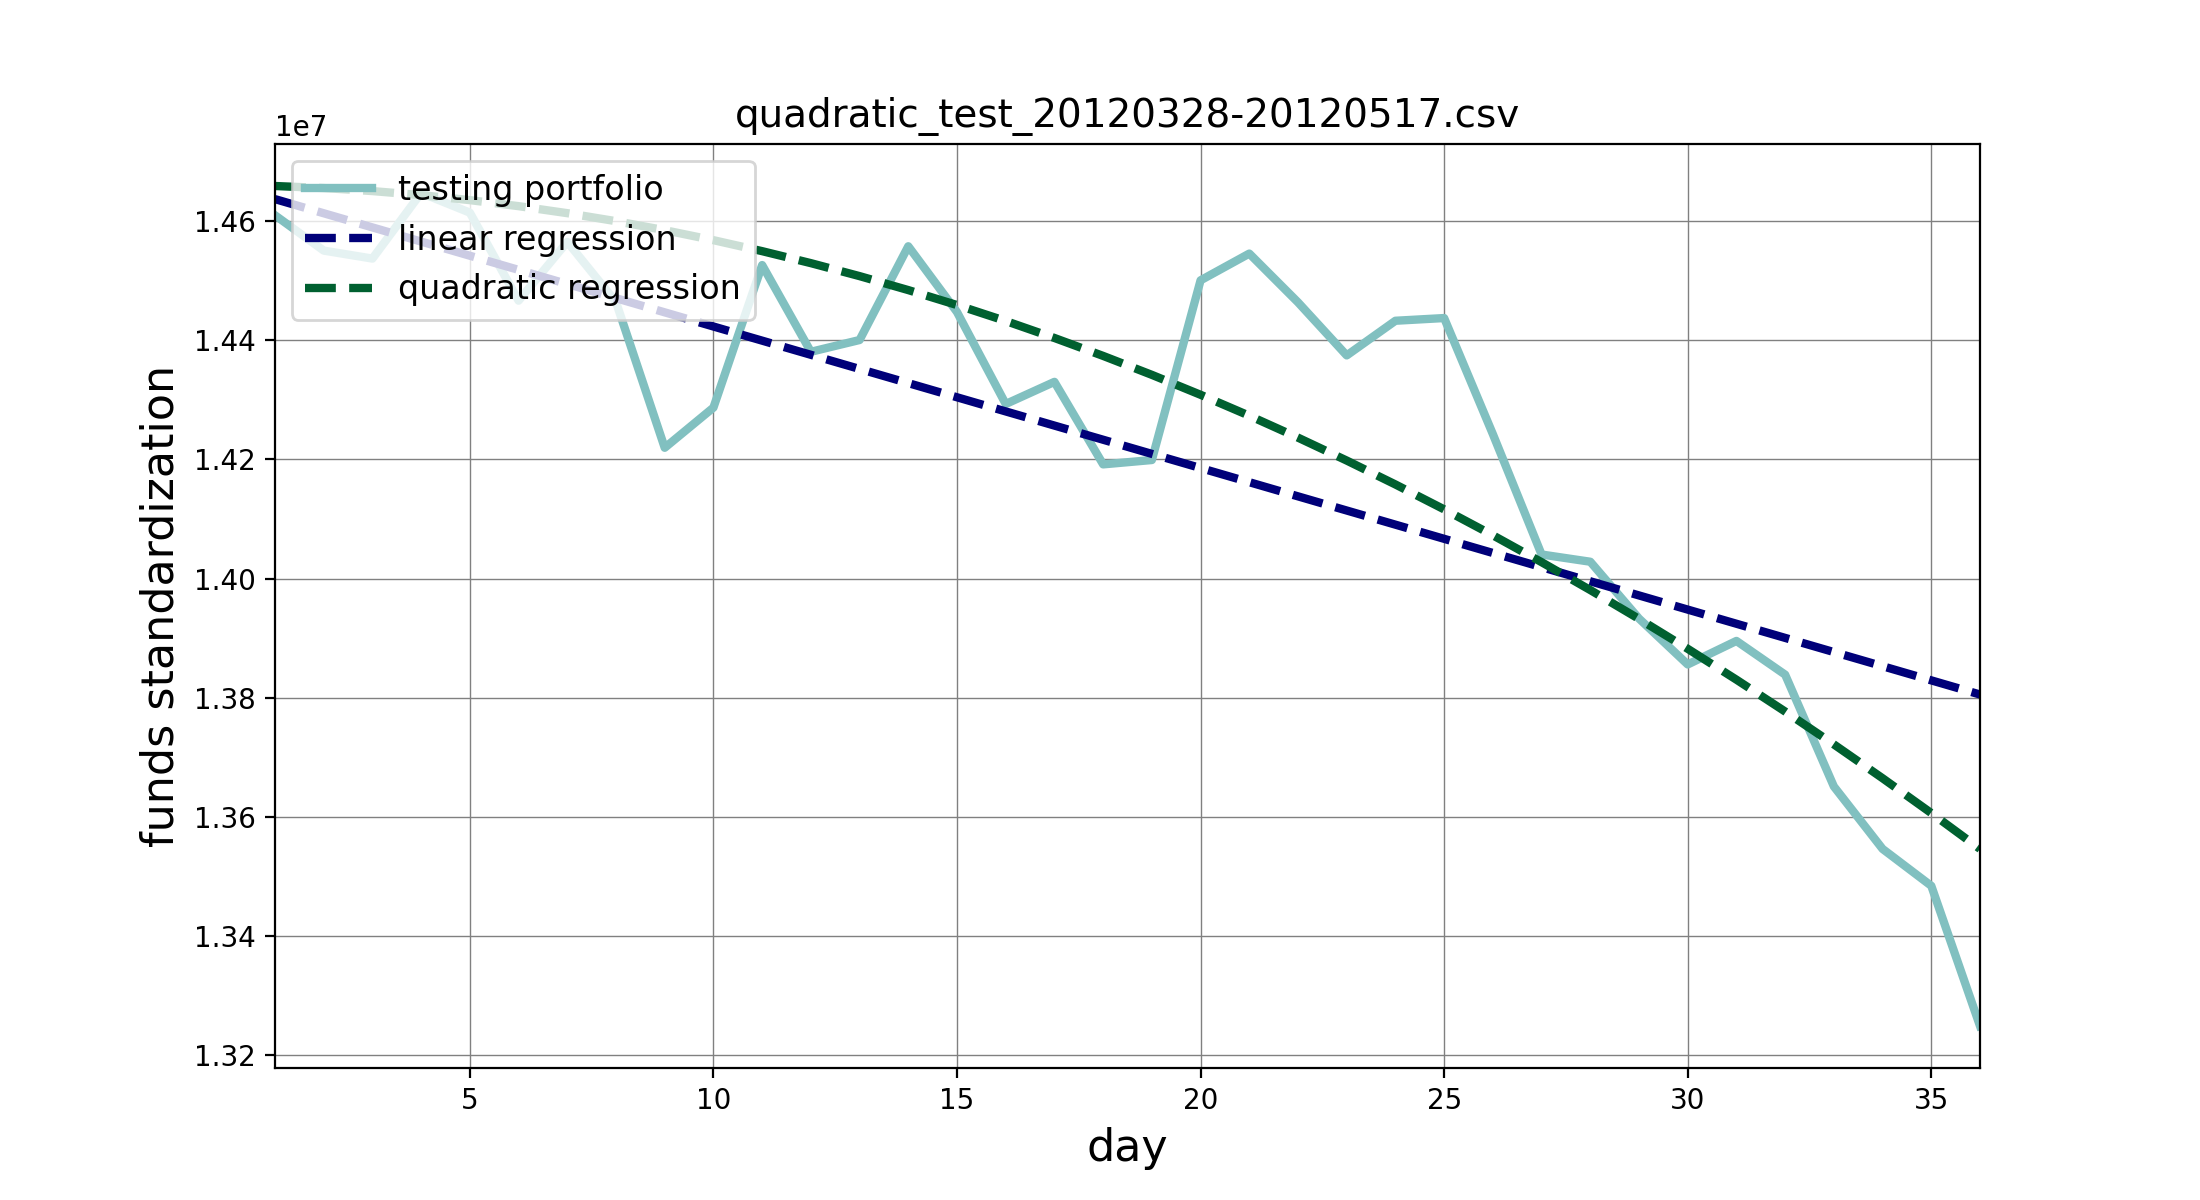 quadratic_test_20120328-20120517.csv
1e7
testing portfolio
linear regression
quadratic regression
1.46
1.44
1.42
1.40
1.38
1.36
1.34
1.32
funds standardization
5 10 15 20 25 30 35
day